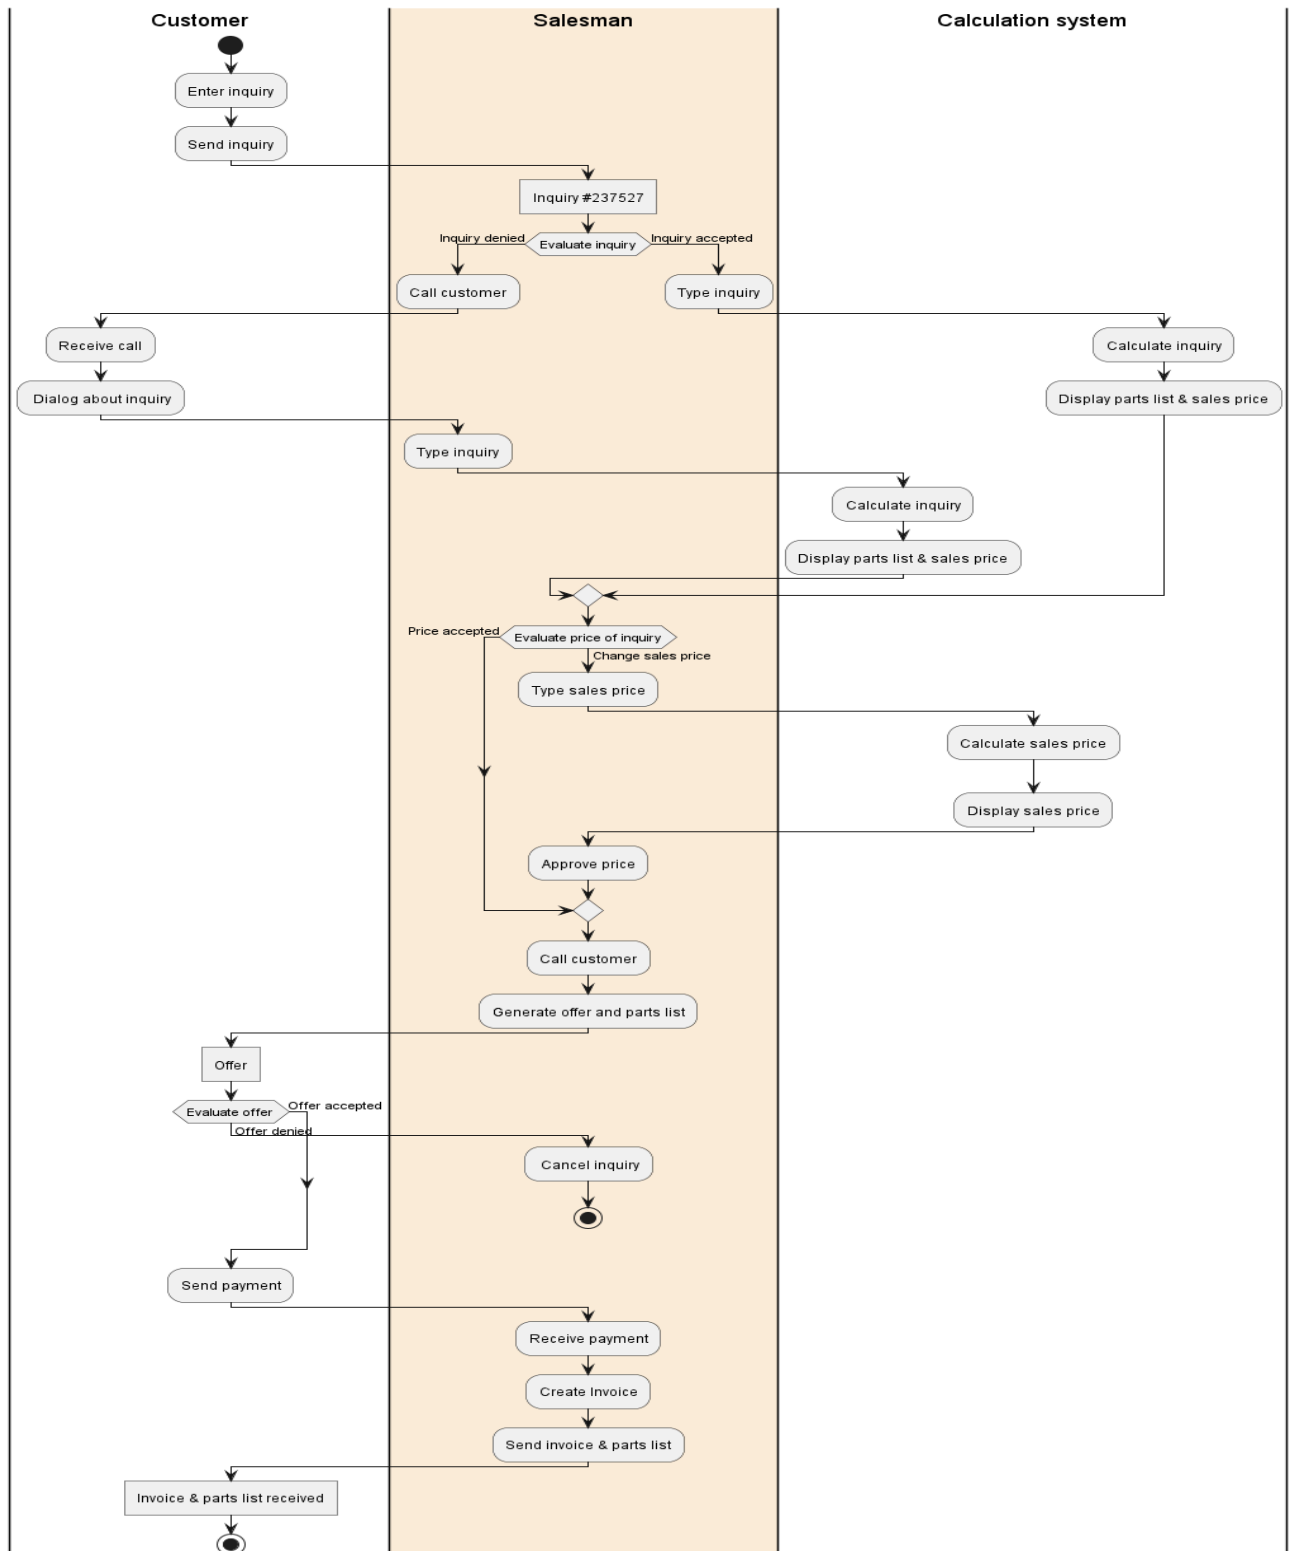 Customer
Salesman
Calculation system
Enter inquiry
Send inquiry
Inquiry #237527
Inquiry denied
Evaluate inquiry
Inquiry accepted
Call customer
Type inquiry
Receive call
Calculate inquiry
Dialog about inquiry
Display parts list & sales price
Type inquiry
Calculate inquiry
Display parts list & sales price
Price accepted
Evaluate price of inquiry
Change sales price
Type sales price
Calculate sales price
Display sales price
Approve price
Call customer
Generate offer and parts list
Offer
Evaluate offer
Offer accepted
Offer denied
Cancel inquiry
Send payment
Receive payment
Create Invoice
Send invoice & parts list
Invoice & parts list received